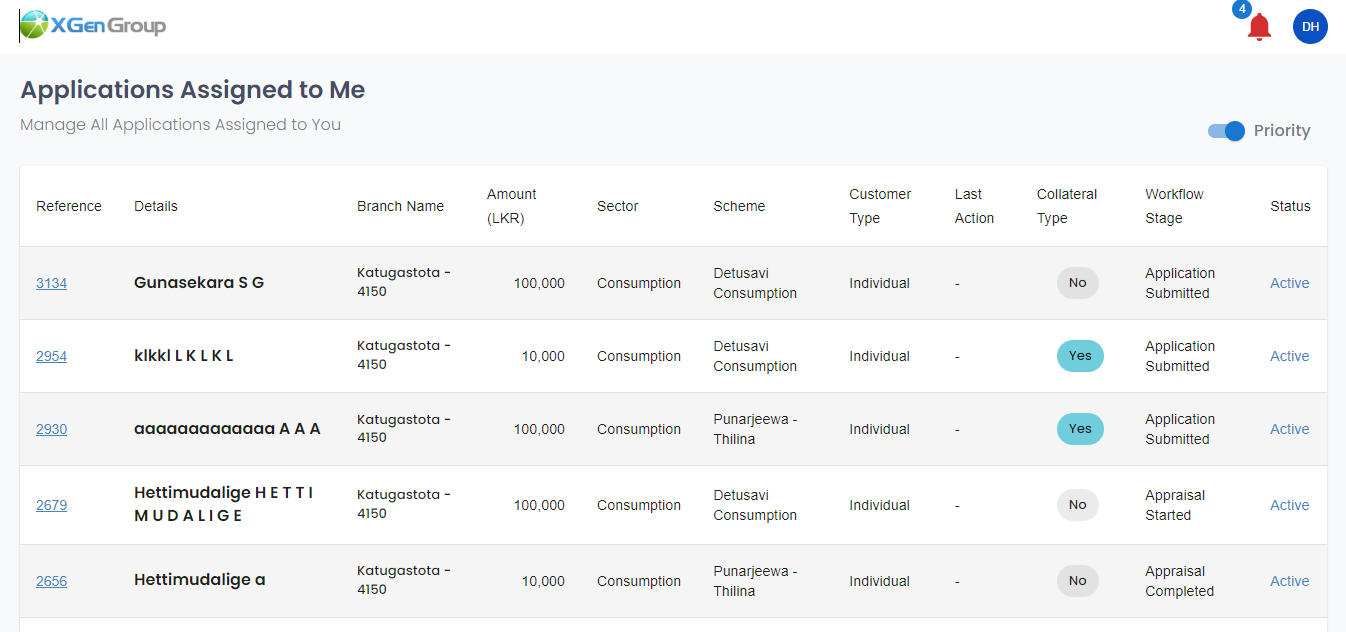 XGenGroup
4
DH
Applications Assigned to Me
Manage All Applications Assigned to You
Priority
Reference Details Branch Name Amount (LKR) Sector Scheme Customer Type Last Action Collateral Type Workflow Stage Status
3134 Gunasekara S G Katugastota - 4150 100,000 Consumption Detusavi Consumption Individual - No Application Submitted Active
2954 klkkl L K L K L Katugastota - 4150 10,000 Consumption Detusavi Consumption Individual - Yes Application Submitted Active
2930 aaaaaaaaaaaaa A A A Katugastota - 4150 100,000 Consumption Punarjeewa - Thilina Individual - Yes Application Submitted Active
2679 Hettimudalige H E T T I M U D A L I G E Katugastota - 4150 100,000 Consumption Detusavi Consumption Individual - No Appraisal Started Active
2656 Hettimudalige a Katugastota - 4150 10,000 Consumption Punarjeewa - Thilina Individual - No Appraisal Completed Active